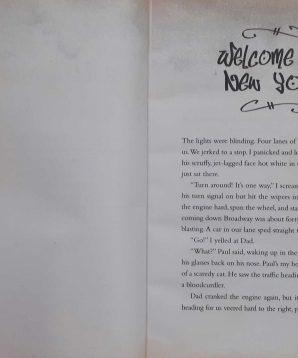 Welcome
New Yo
The lights were blinding. Four lanes of
us. We jerked to a stop. I panicked and lo
his scruffy, jet-lagged face hot white in t
just sat there.
"Turn around! It's one way," I scream
his turn signal on but hit the wipers in
the engine hard, spun the wheel, and sta
coming down Broadway was about forty
blasting. A car in our lane sped straight t
"Go!" I yelled at Dad.
"What?" Paul said, waking up in the
his glasses back on his nose. Paul's my he
of a scaredy cat. He saw the traffic headin
a bloodcurdler.
Dad cranked the engine again, but it
heading for us veered hard to the right, p